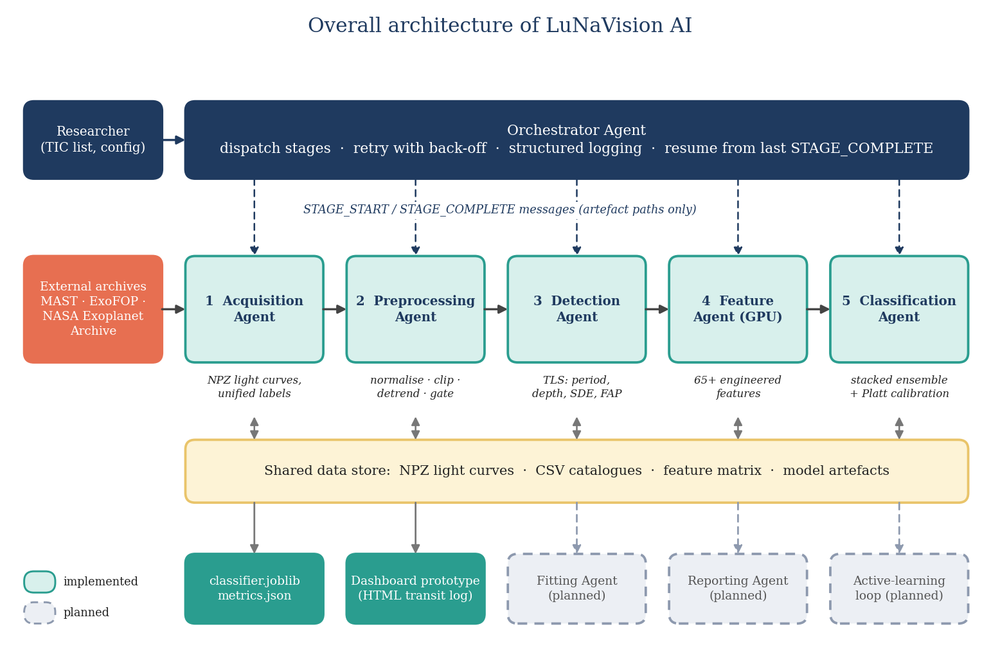 Overall architecture of LuNaVision AI
Researcher
(TIC list, config)
Orchestrator Agent
dispatch stages · retry with back-off · structured logging · resume from last STAGE_COMPLETE
STAGE_START / STAGE_COMPLETE messages (artefact paths only)
External archives
MAST · ExoFOP ·
NASA Exoplanet
Archive
1 Acquisition
Agent
2 Preprocessing
Agent
3 Detection
Agent
4 Feature
Agent (GPU)
5 Classification
Agent
NPZ light curves,
unified labels
normalise · clip ·
detrend · gate
TLS: period,
depth, SDE, FAP
65+ engineered
features
stacked ensemble
+ Platt calibration
Shared data store: NPZ light curves · CSV catalogues · feature matrix · model artefacts
classifier.joblib
metrics.json
Dashboard prototype
(HTML transit log)
Fitting Agent
(planned)
Reporting Agent
(planned)
Active-learning
loop (planned)
implemented
planned